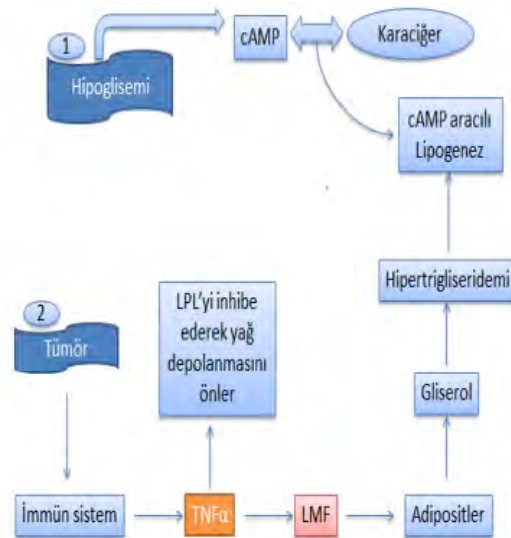 1
Hipoglisemi
cAMP
Karaciğer
cAMP aracılı
Lipogenez
Hipertrigliseridemi
2
Tümör
LPL'yi inhibe
ederek yağ
depolanmasını
önler
Gliserol
İmmün sistem
TNFα
LMF
Adipositler